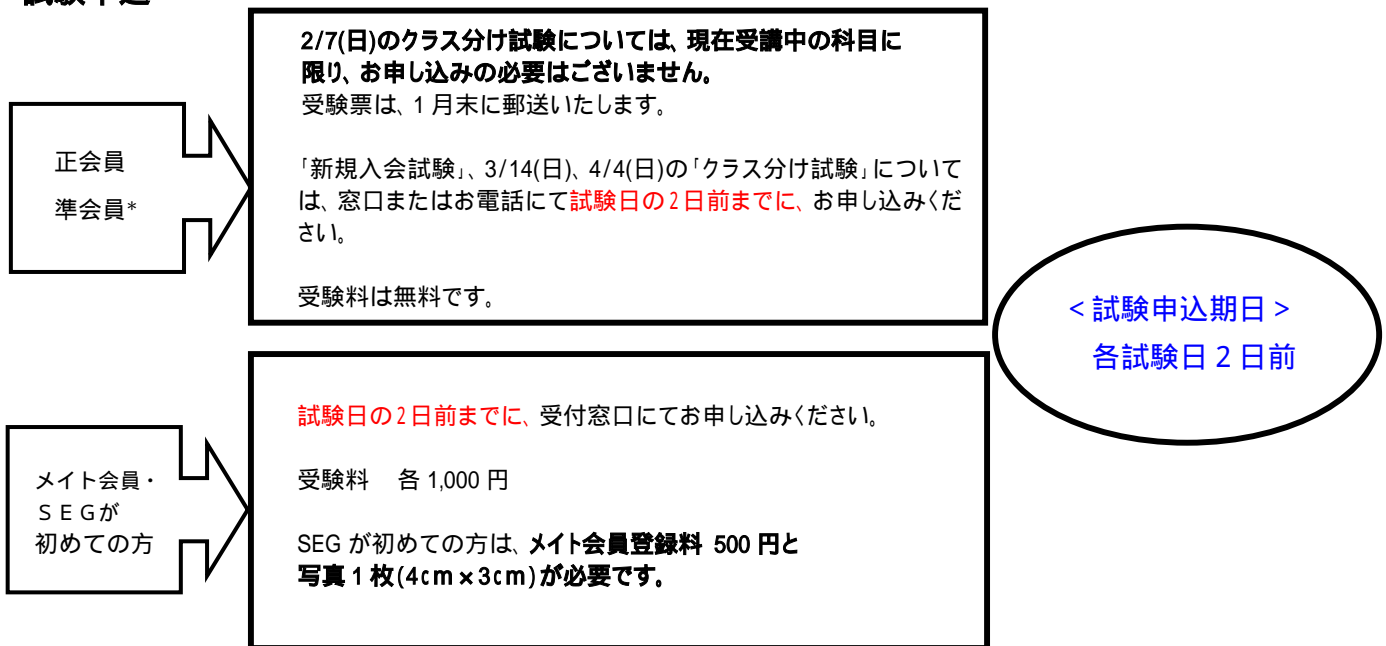 2/7(日)のクラス分け試験については、現在受講中の科目に
限り、お申し込みの必要はございません。
受験票は、1月末に郵送いたします。
「新規入会試験」、3/14(日)、4/4(日)の「クラス分け試験」について
は、窓口またはお電話にて試験日の2日前までに、お申し込みくだ
さい。
受験料は無料です。
正会員
準会員*
<試験申込期日>
各試験日2日前
試験日の2日前までに、受付窓口にてお申し込みください。
受験料 各1,000円
SEGが初めての方は、メイト会員登録料 500円と
写真1枚(4cm×3cm)が必要です。
メイト会員・
SEGが
初めての方